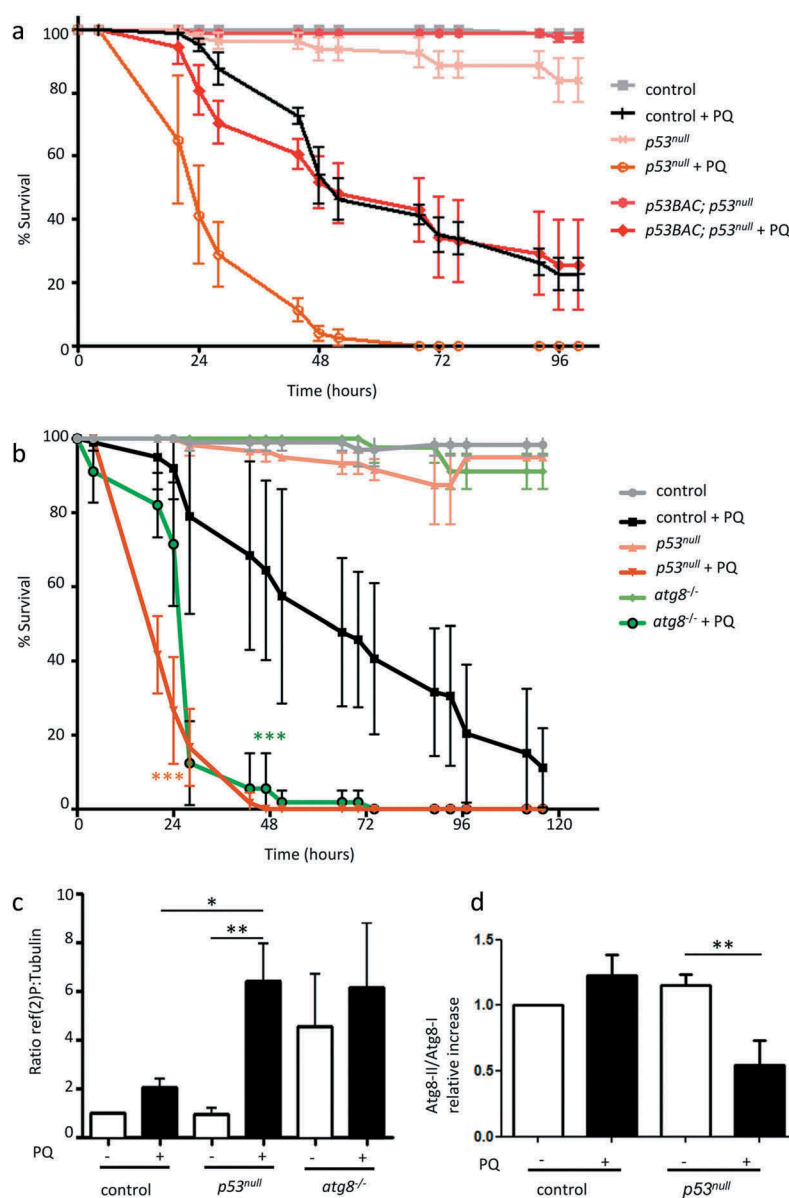 a
100
80
60
40
20
0
% Survival
0 24 48 72 96
Time (hours)
control
control + PQ
p53null
p53null + PQ
p53BAC; p53null
p53BAC; p53null + PQ
b
100
80
60
40
20
0
% Survival
***
***
0 24 48 72 96 120
Time (hours)
control
control + PQ
p53null
p53null + PQ
atg8-/-
atg8-/- + PQ
c
Ratio ref(2)P:Tubulin
10
8
6
4
2
0
*
**
PQ - + - + - +
control p53null atg8-/-
d
Atg8-II/Atg8-I
relative increase
1.5
1.0
0.5
0.0
**
PQ - + - +
control p53null